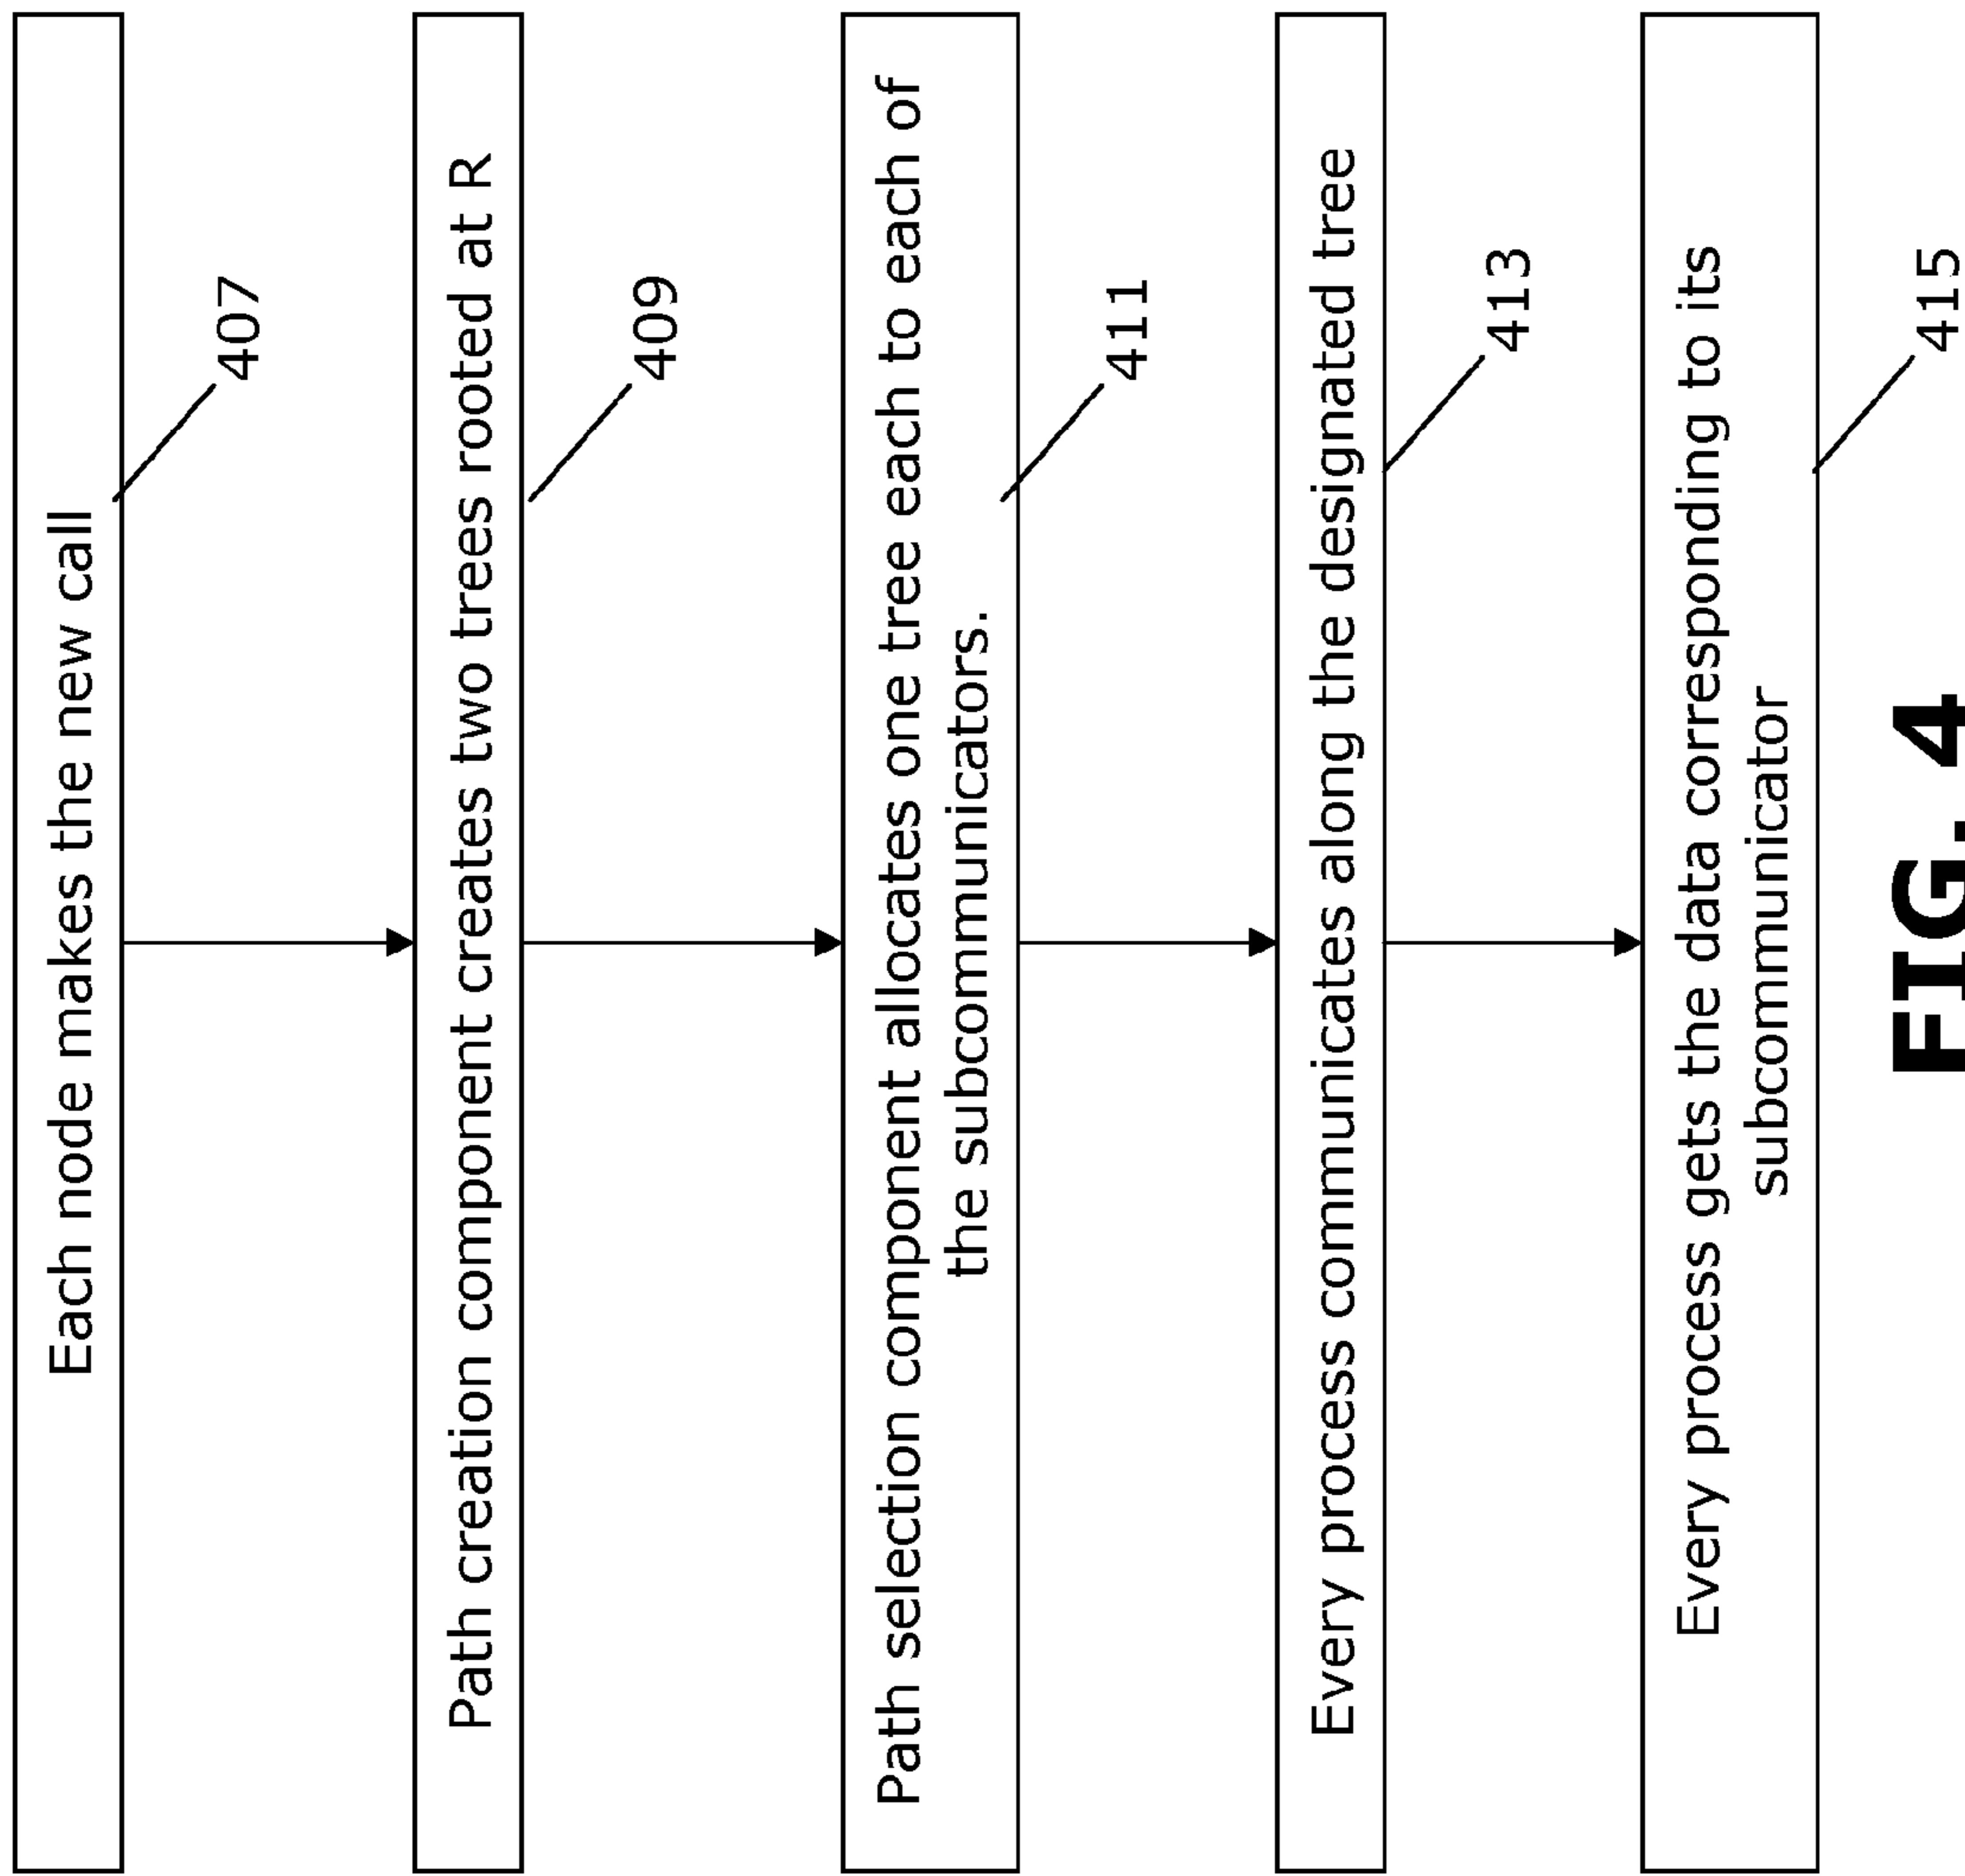 Each node makes the new call
407
Path creation component creates two trees rooted at R
409
Path selection component allocates one tree each to each of
the subcommunicators.
411
Every process communicates along the designated tree
413
Every process gets the data corresponding to its
subcommunicator
415
FIG. 4